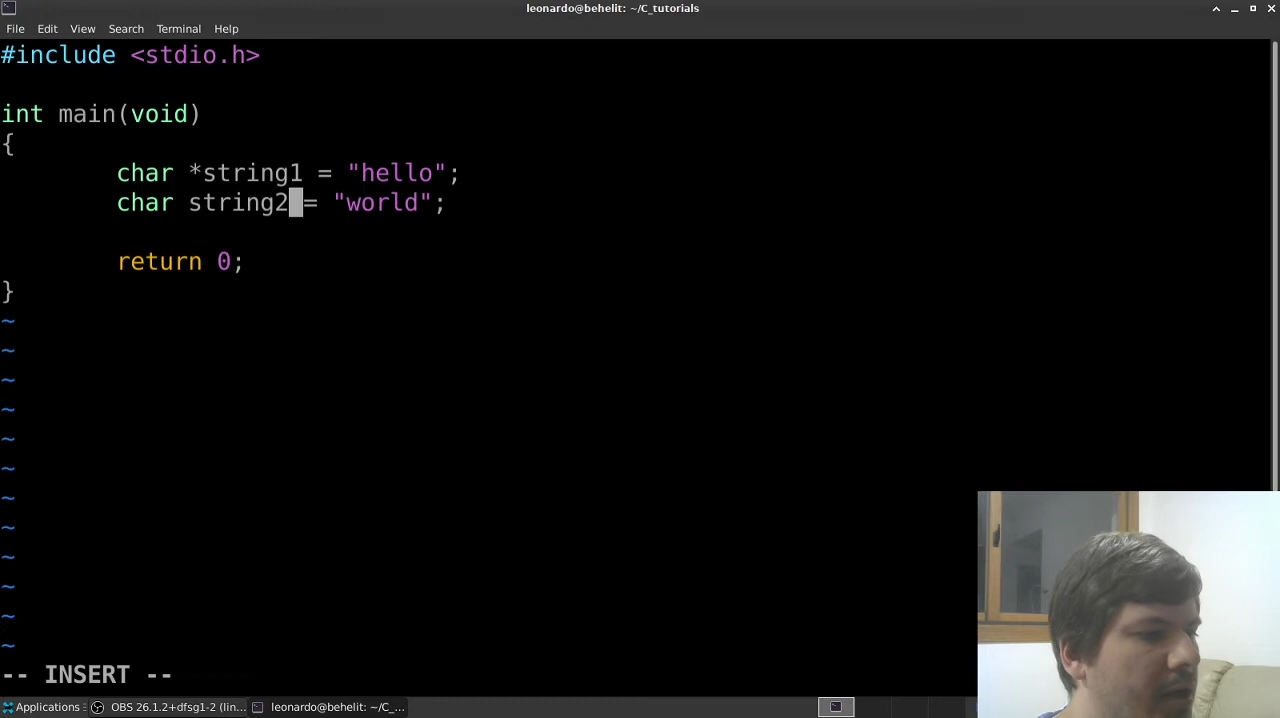 leonardo@behelit: ~/C_tutorials
File Edit View Search Terminal Help
#include <stdio.h>
int main(void)
{
char *string1 = "hello";
char string2 = "world";
return 0;
}
~
~
~
~
~
~
~
~
~
~
~
~
-- INSERT --
Applications OBS 26.1.2+dfsg1-2 (lin... leonardo@behelit: ~/C_...